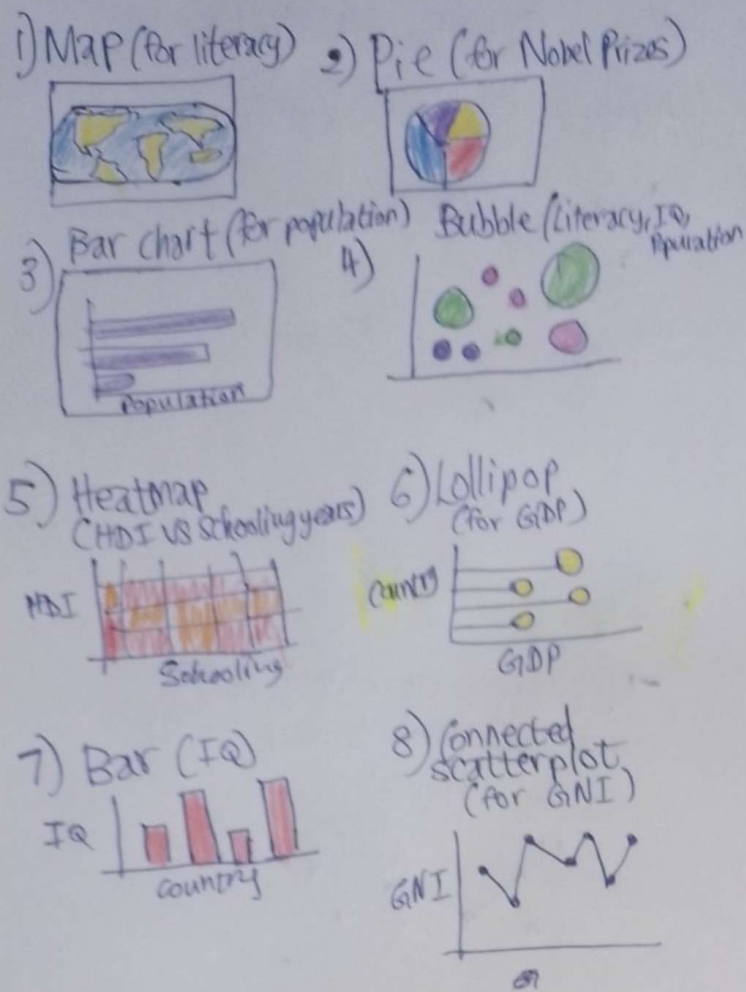 1) Map (for literacy)
2) Pie (for Nobel Prizes)
3) Bar chart (for population)
Population
4) Bubble (Literacy, IQ,
Population
5) Heatmap
(HDI VS Schooling years)
HDI
Schooling
6) Lollipop
(for GDP)
Country
GDP
7) Bar (IQ)
IQ
Country
8) Connected
scatterplot
(for GNI)
GNI